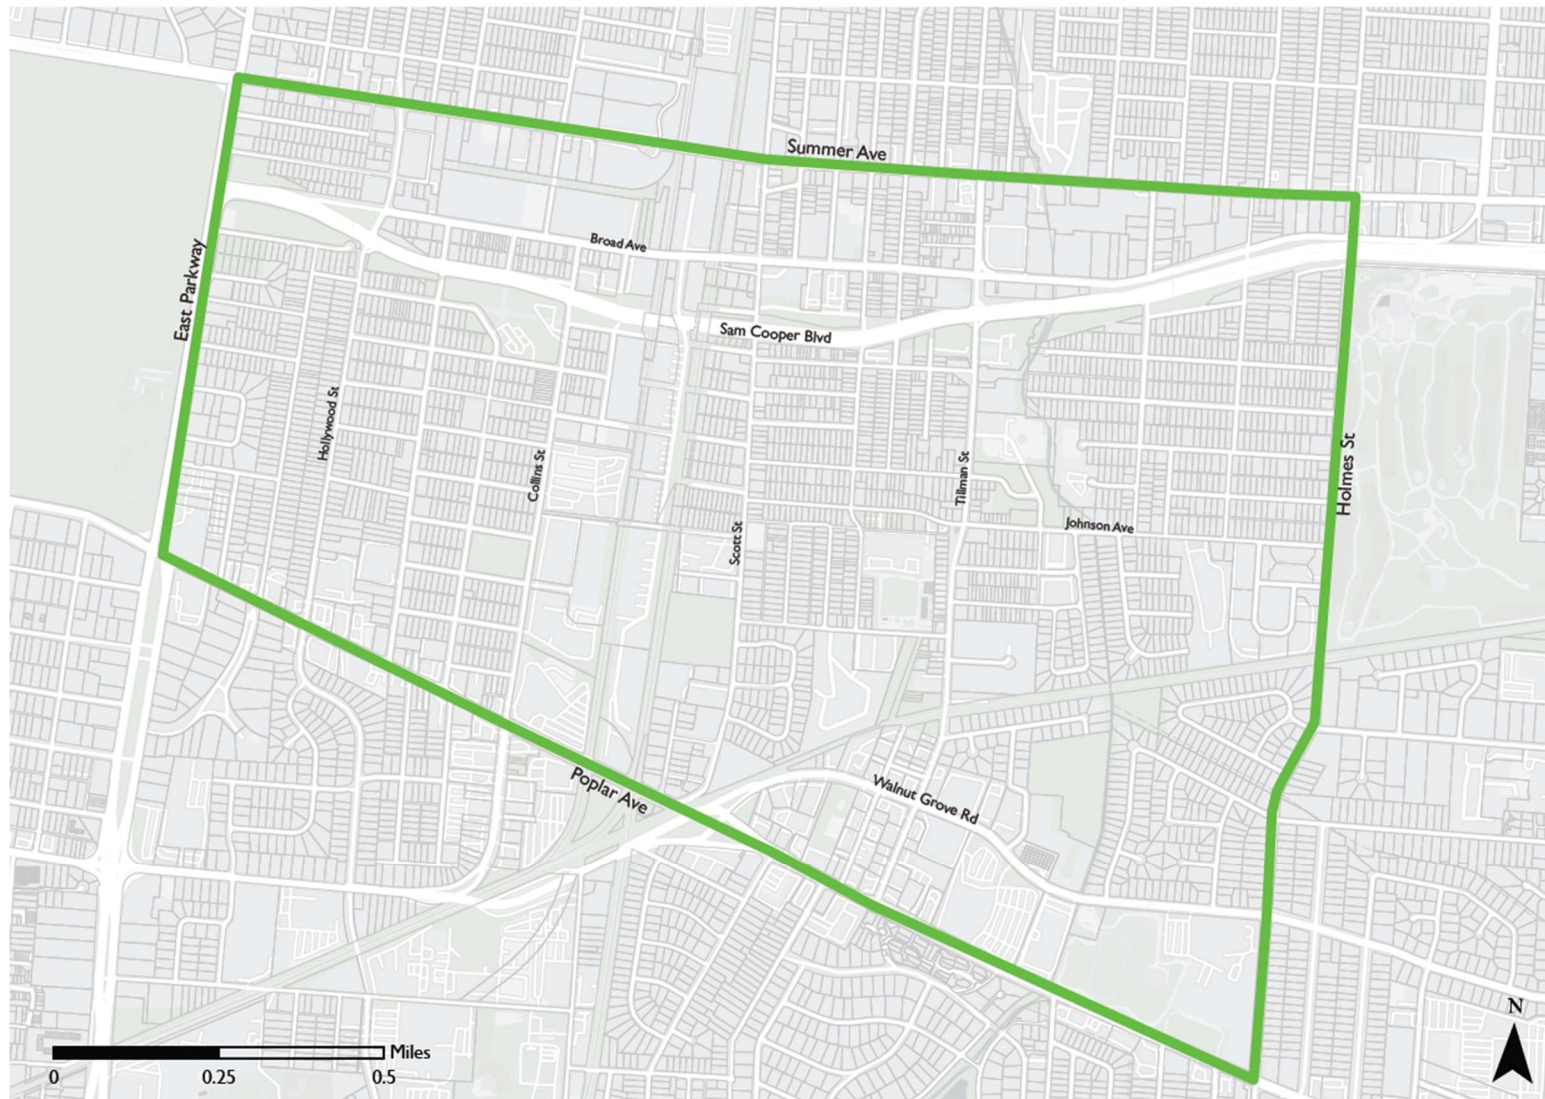 Summer Ave
Broad Ave
East Parkway
Sam Cooper Blvd
Hollywood St
Collins St
Tillman St
Holmes St
Scott St
Johnson Ave
Poplar Ave
Walnut Grove Rd
N
Miles
0 0.25 0.5